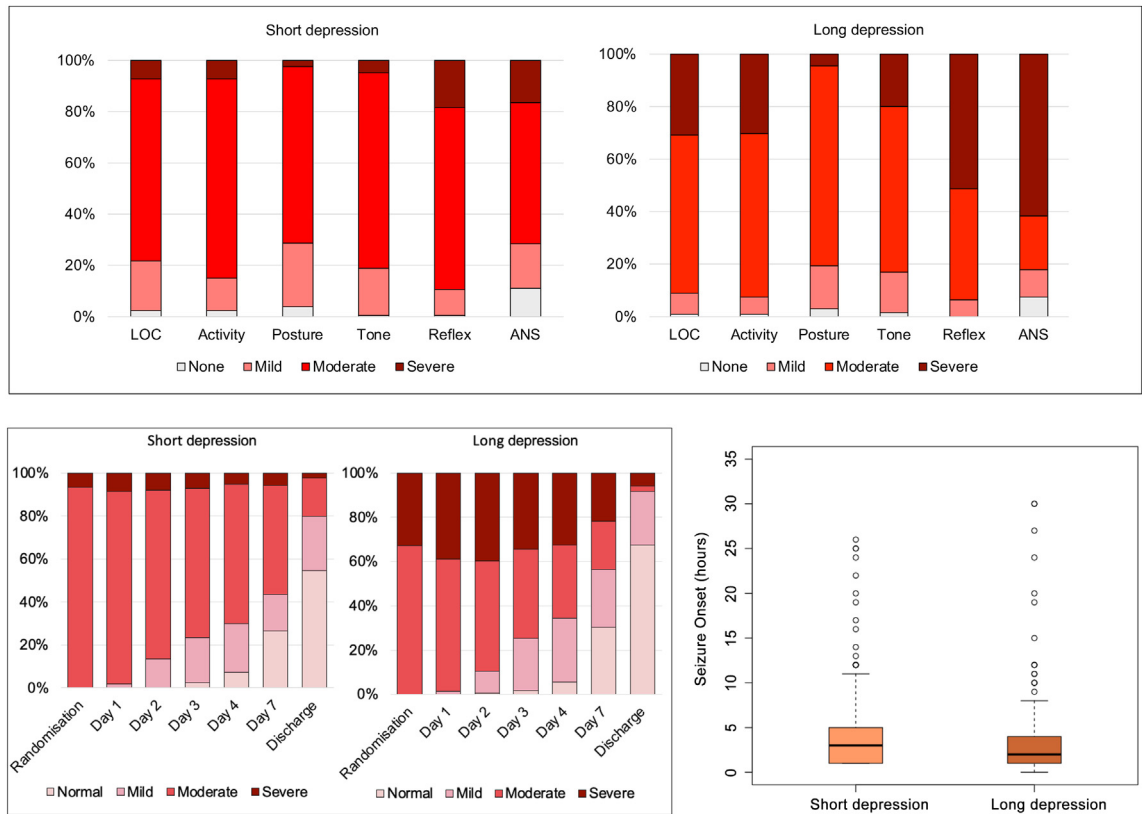 Short depression
100%
80%
60%
40%
20%
0%
LOC Activity Posture Tone Reflex ANS
None Mild Moderate Severe
Long depression
100%
80%
60%
40%
20%
0%
LOC Activity Posture Tone Reflex ANS
None Mild Moderate Severe
Short depression
100%
80%
60%
40%
20%
0%
Randomisation Day 1 Day 2 Day 3 Day 4 Day 7 Discharge
Normal Mild Moderate Severe
Long depression
100%
80%
60%
40%
20%
0%
Randomisation Day 1 Day 2 Day 3 Day 4 Day 7 Discharge
Normal Mild Moderate Severe
Seizure Onset (hours)
35
30
25
20
15
10
5
0
Short depression Long depression